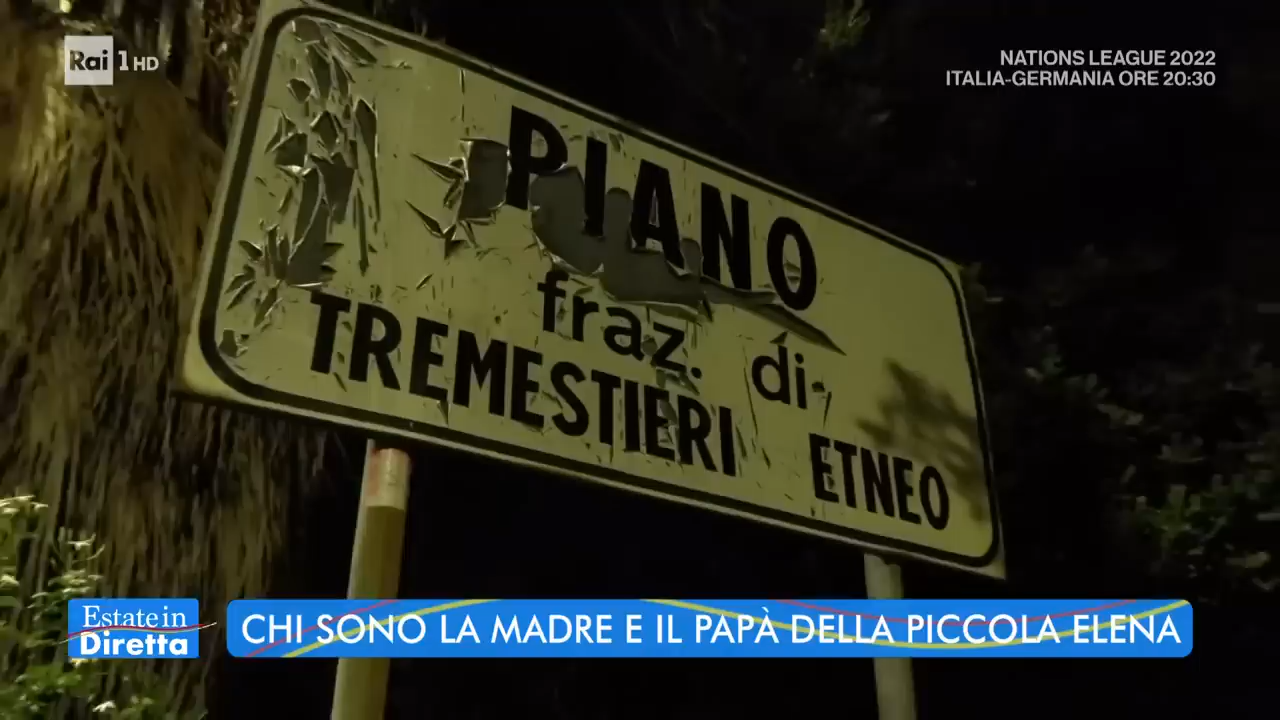 Rai 1 HD
NATIONS LEAGUE 2022
ITALIA-GERMANIA ORE 20:30
PIANO
fraz. di
TREMESTIERI ETNEO
Estate in
Diretta
CHI SONO LA MADRE E IL PAPÀ DELLA PICCOLA ELENA